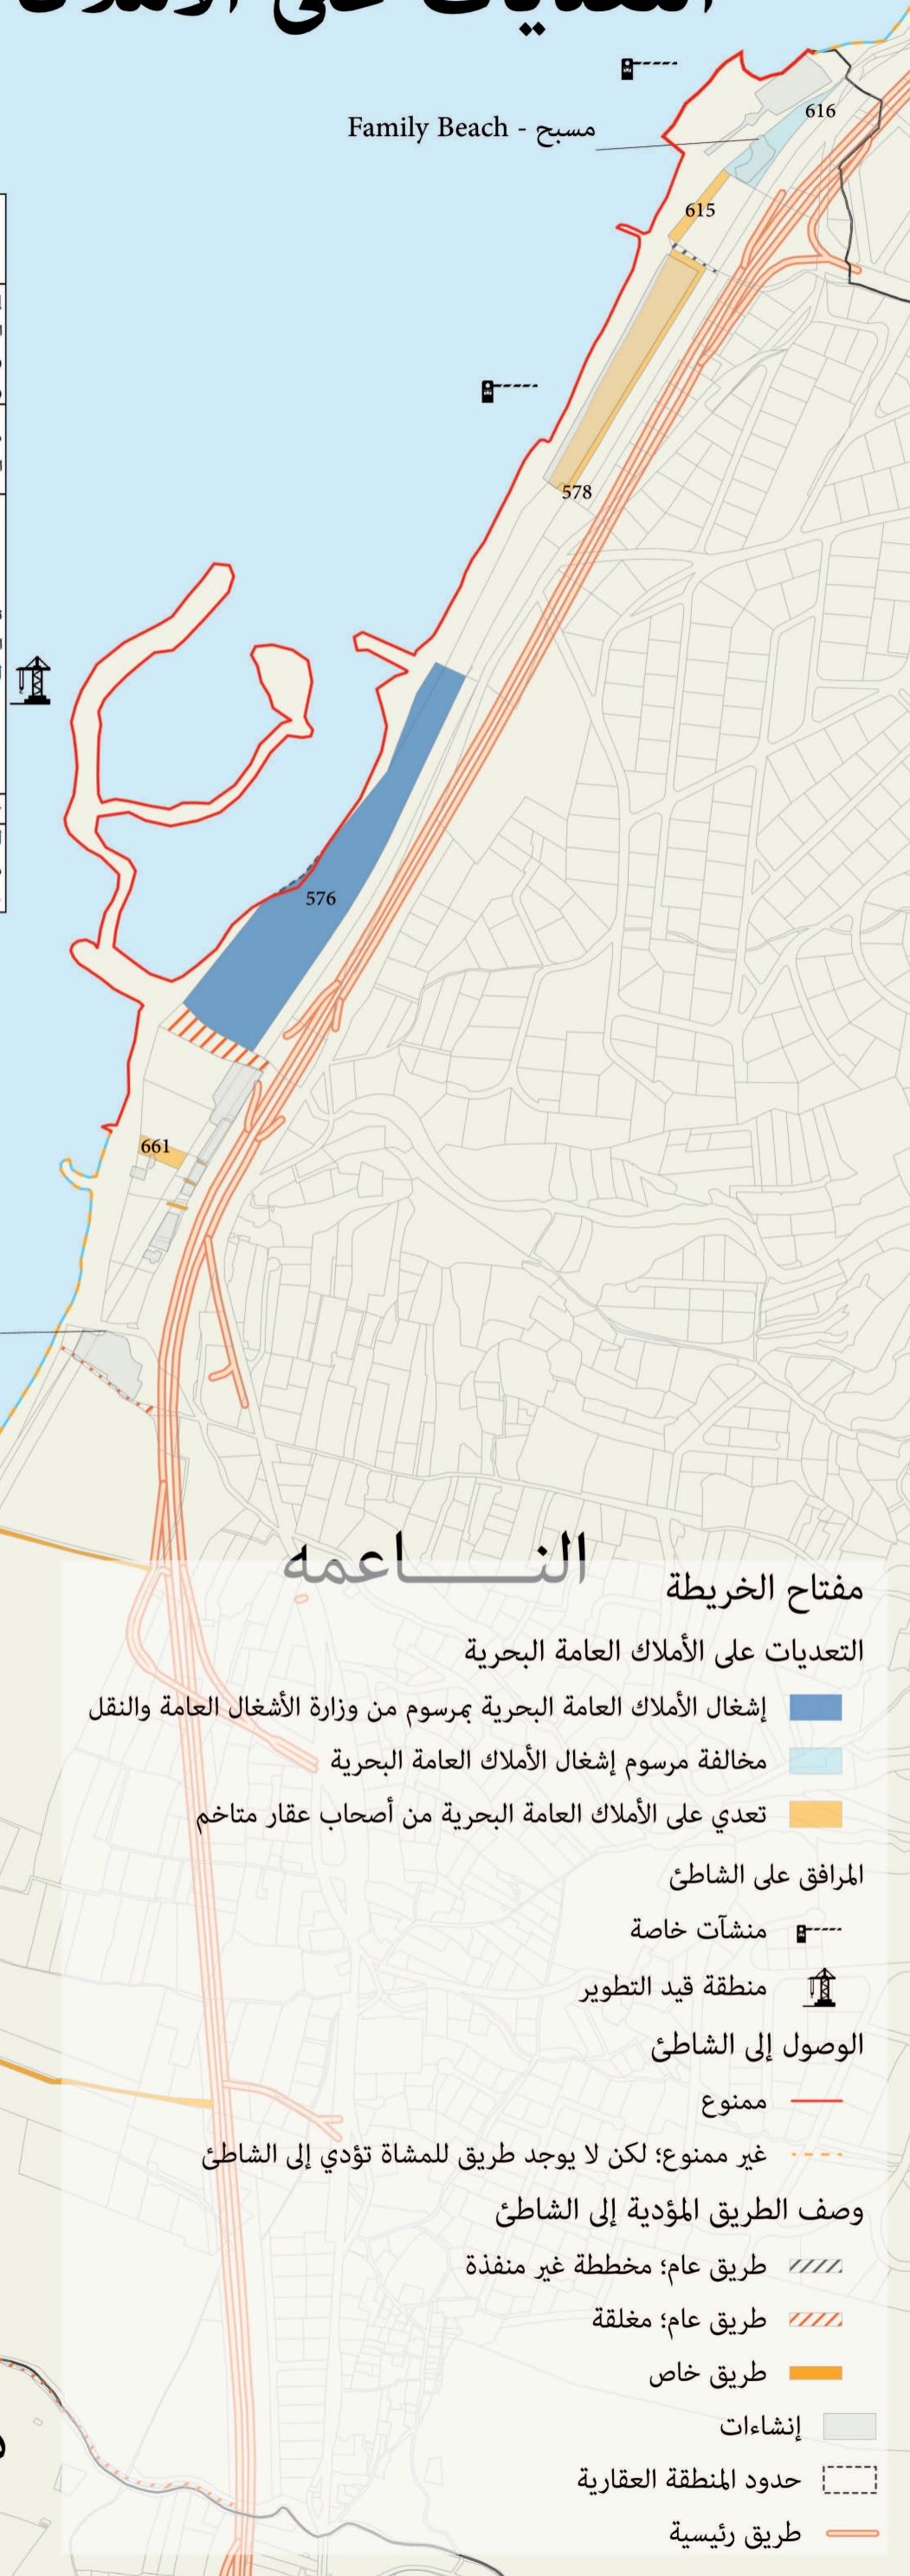 مسبح - Family Beach
616
615
578
576
661
الناعمه
مفتاح الخريطة
التعديات على الأملاك العامة البحرية
إشغال الأملاك العامة البحرية بمرسوم من وزارة الأشغال العامة والنقل
مخالفة مرسوم إشغال الأملاك العامة البحرية
تعدي على الأملاك العامة البحرية من أصحاب عقار متاخم
المرافق على الشاطئ
منشآت خاصة
منطقة قيد التطوير
الوصول إلى الشاطئ
ممنوع
غير ممنوع؛ لكن لا يوجد طريق للمشاة تؤدي إلى الشاطئ
وصف الطريق المؤدية إلى الشاطئ
طريق عام؛ مخططة غير منفذة
طريق عام؛ مغلقة
طريق خاص
إنشاءات
حدود المنطقة العقارية
طريق رئيسية